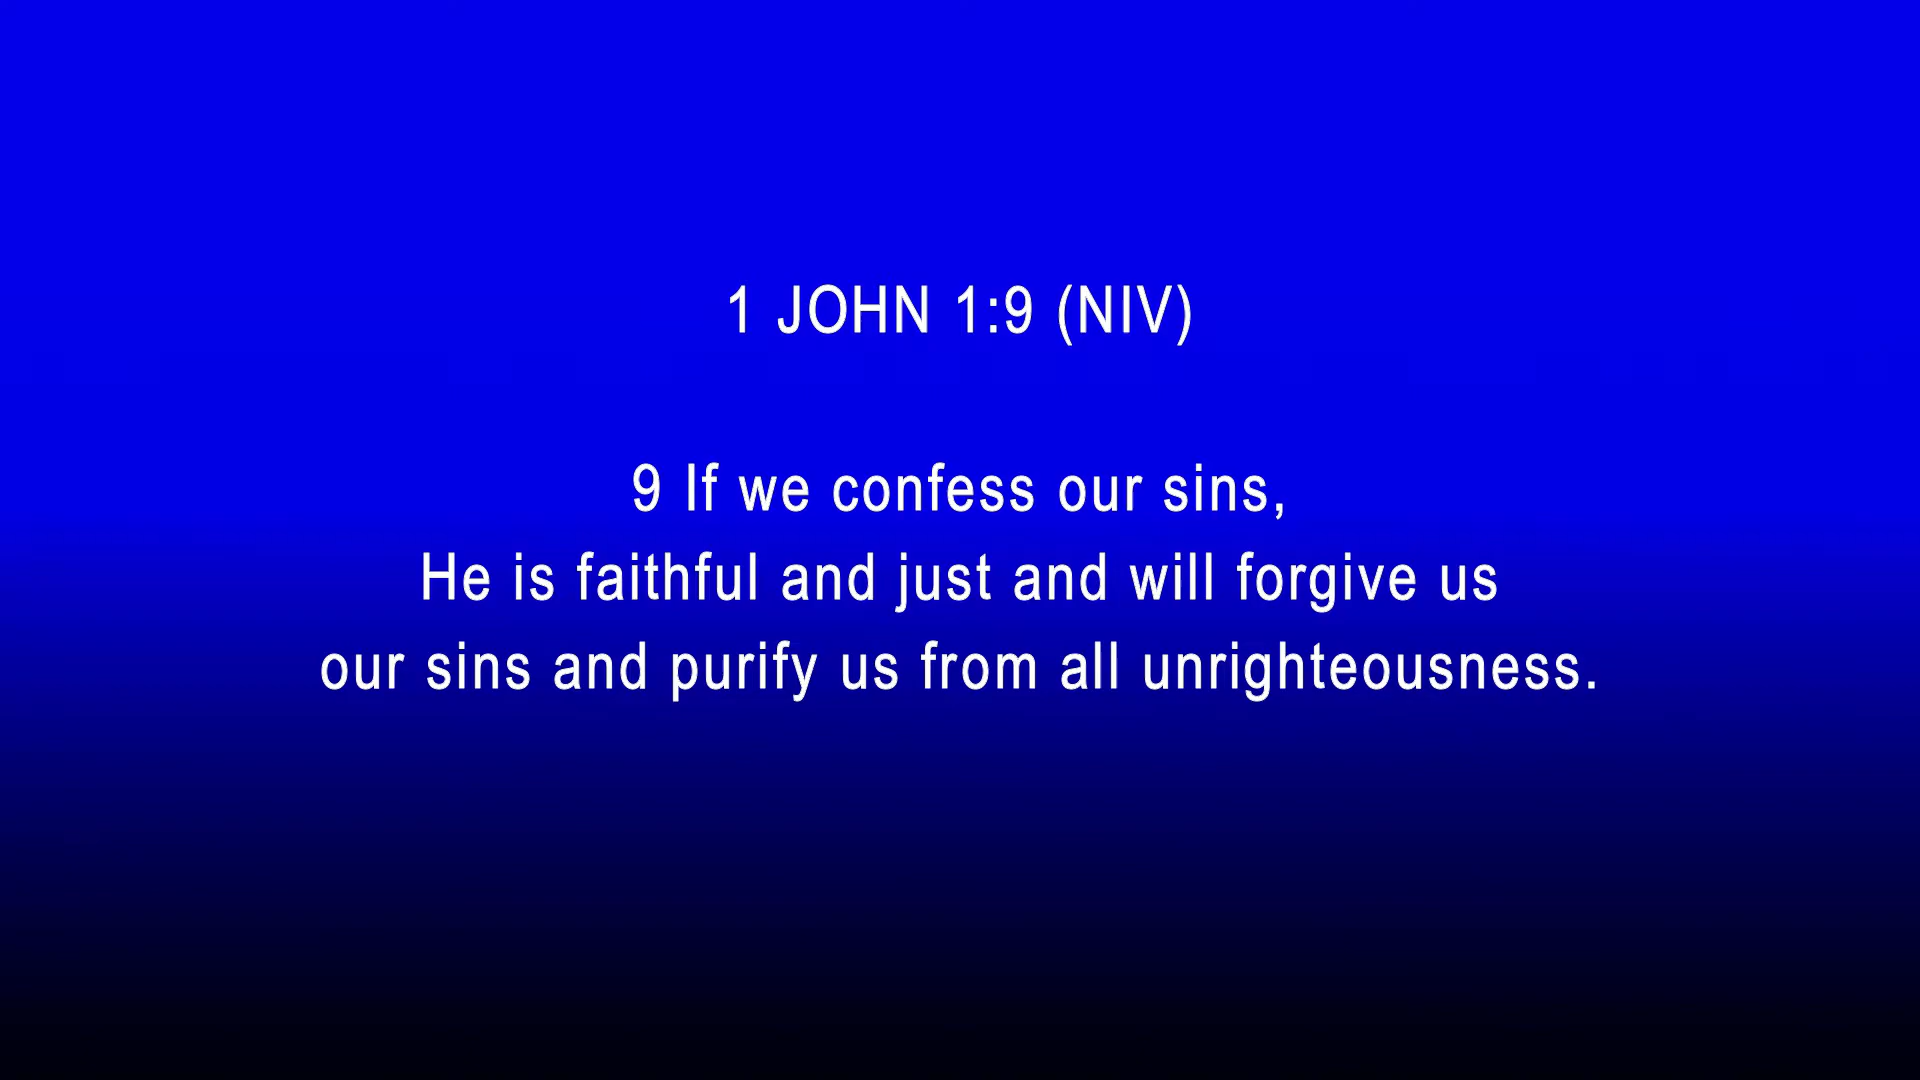 1 JOHN 1:9 (NIV)
9 If we confess our sins,
He is faithful and just and will forgive us
our sins and purify us from all unrighteousness.